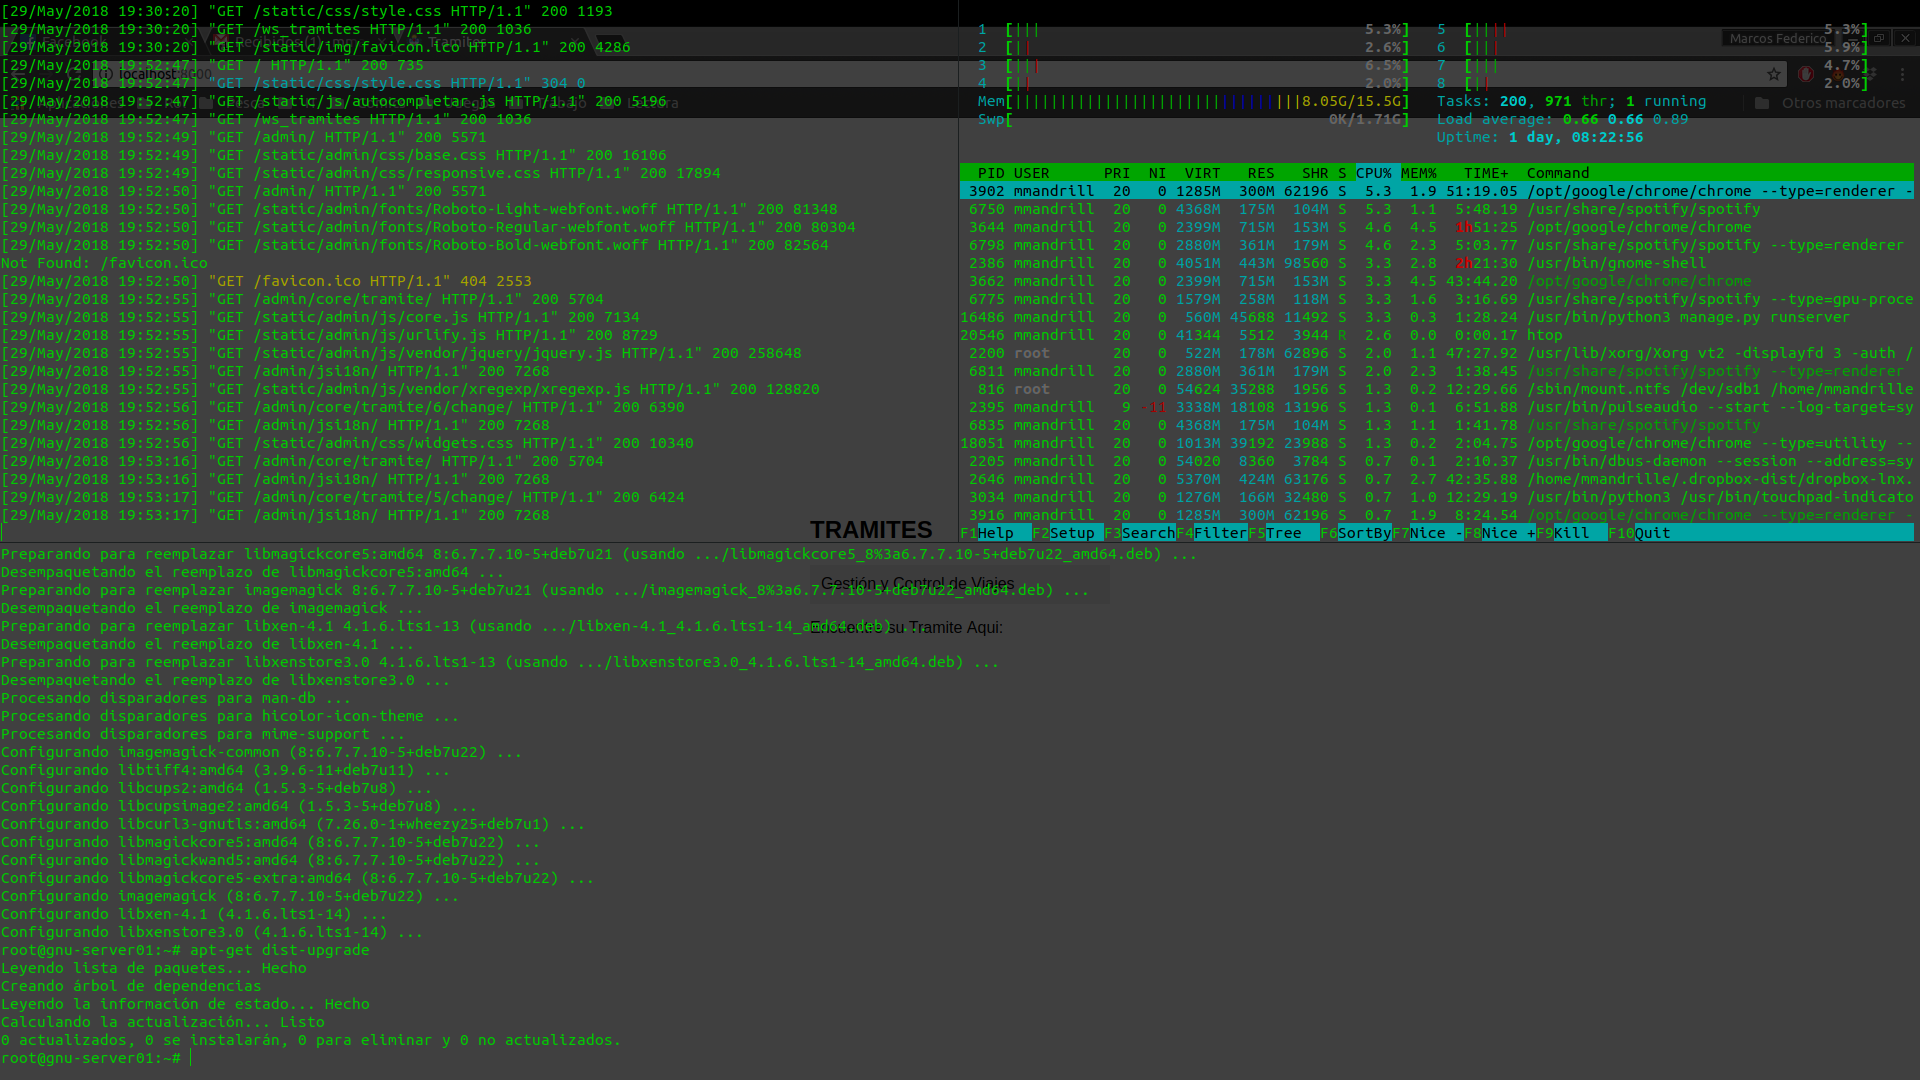 [29/May/2018 19:30:20] "GET /static/css/style.css HTTP/1.1" 200 1193
[29/May/2018 19:30:20] "GET /ws_tramites HTTP/1.1" 200 1036
[29/May/2018 19:30:20] "GET /static/img/favicon.ico HTTP/1.1" 200 4286
[29/May/2018 19:52:47] "GET / HTTP/1.1" 200 735
[29/May/2018 19:52:47] "GET /static/css/style.css HTTP/1.1" 304 0
[29/May/2018 19:52:47] "GET /static/js/autocompletar.js HTTP/1.1" 200 5196
[29/May/2018 19:52:47] "GET /ws_tramites HTTP/1.1" 200 1036
[29/May/2018 19:52:49] "GET /admin/ HTTP/1.1" 200 5571
[29/May/2018 19:52:49] "GET /static/admin/css/base.css HTTP/1.1" 200 16106
[29/May/2018 19:52:49] "GET /static/admin/css/responsive.css HTTP/1.1" 200 17894
[29/May/2018 19:52:50] "GET /admin/ HTTP/1.1" 200 5571
[29/May/2018 19:52:50] "GET /static/admin/fonts/Roboto-Light-webfont.woff HTTP/1.1" 200 81348
[29/May/2018 19:52:50] "GET /static/admin/fonts/Roboto-Regular-webfont.woff HTTP/1.1" 200 80304
[29/May/2018 19:52:50] "GET /static/admin/fonts/Roboto-Bold-webfont.woff HTTP/1.1" 200 82564
Not Found: /favicon.ico
[29/May/2018 19:52:50] "GET /favicon.ico HTTP/1.1" 404 2553
[29/May/2018 19:52:55] "GET /admin/core/tramite/ HTTP/1.1" 200 5704
[29/May/2018 19:52:55] "GET /static/admin/js/core.js HTTP/1.1" 200 7134
[29/May/2018 19:52:55] "GET /static/admin/js/urlify.js HTTP/1.1" 200 8729
[29/May/2018 19:52:55] "GET /static/admin/js/vendor/jquery/jquery.js HTTP/1.1" 200 258648
[29/May/2018 19:52:55] "GET /admin/jsi18n/ HTTP/1.1" 200 7268
[29/May/2018 19:52:55] "GET /static/admin/js/vendor/xregexp/xregexp.js HTTP/1.1" 200 128820
[29/May/2018 19:52:56] "GET /admin/core/tramite/6/change/ HTTP/1.1" 200 6390
[29/May/2018 19:52:56] "GET /admin/jsi18n/ HTTP/1.1" 200 7268
[29/May/2018 19:52:56] "GET /static/admin/css/widgets.css HTTP/1.1" 200 10340
[29/May/2018 19:53:16] "GET /admin/core/tramite/ HTTP/1.1" 200 5704
[29/May/2018 19:53:16] "GET /admin/jsi18n/ HTTP/1.1" 200 7268
[29/May/2018 19:53:17] "GET /admin/core/tramite/5/change/ HTTP/1.1" 200 6424
[29/May/2018 19:53:17] "GET /admin/jsi18n/ HTTP/1.1" 200 7268
1 [||| 5.3%] 5 [|||| 5.3%]
2 [|| 2.6%] 6 [||| 5.9%]
3 [||| 6.5%] 7 [||| 4.7%]
4 [|| 2.0%] 8 [|| 2.0%]
Mem[||||||||||||||||||||||||||||||||8.05G/15.5G] Tasks: 200, 971 thr; 1 running
Swp[ 0K/1.71G] Load average: 0.66 0.66 0.89
Uptime: 1 day, 08:22:56
Marcos Federico
Otros marcadores
PID USER PRI NI VIRT RES SHR S CPU% MEM% TIME+ Command
3902 mmandrill 20 0 1285M 300M 62196 S 5.3 1.9 51:19.05 /opt/google/chrome/chrome --type=renderer -
6750 mmandrill 20 0 4368M 175M 104M S 5.3 1.1 5:48.19 /usr/share/spotify/spotify
3644 mmandrill 20 0 2399M 715M 153M S 4.6 4.5 1h51:25 /opt/google/chrome/chrome
6798 mmandrill 20 0 2880M 361M 179M S 4.6 2.3 5:03.77 /usr/share/spotify/spotify --type=renderer
2386 mmandrill 20 0 4051M 443M 98560 S 3.3 2.8 2h21:30 /usr/bin/gnome-shell
3662 mmandrill 20 0 2399M 715M 153M S 3.3 4.5 43:44.20 /opt/google/chrome/chrome
6775 mmandrill 20 0 1579M 258M 118M S 3.3 1.6 3:16.69 /usr/share/spotify/spotify --type=gpu-proce
16486 mmandrill 20 0 560M 45688 11492 S 3.3 0.3 1:28.24 /usr/bin/python3 manage.py runserver
20546 mmandrill 20 0 41344 5512 3944 R 2.6 0.0 0:00.17 htop
2200 root 20 0 522M 178M 62896 S 2.0 1.1 47:27.92 /usr/lib/xorg/Xorg vt2 -displayfd 3 -auth /
6811 mmandrill 20 0 2880M 361M 179M S 2.0 2.3 1:38.45 /usr/share/spotify/spotify --type=renderer
816 root 20 0 54624 35288 1956 S 1.3 0.2 12:29.66 /sbin/mount.ntfs /dev/sdb1 /home/mmandrille
2395 mmandrill 9 -11 3338M 18108 13196 S 1.3 0.1 6:51.88 /usr/bin/pulseaudio --start --log-target=sy
6835 mmandrill 20 0 4368M 175M 104M S 1.3 1.1 1:41.78 /usr/share/spotify/spotify
18051 mmandrill 20 0 1013M 39192 23988 S 1.3 0.2 2:04.75 /opt/google/chrome/chrome --type=utility --
2205 mmandrill 20 0 54020 8360 3784 S 0.7 0.1 2:10.37 /usr/bin/dbus-daemon --session --address=sy
2646 mmandrill 20 0 5370M 424M 63176 S 0.7 2.7 42:35.88 /home/mmandrille/.dropbox-dist/dropbox-lnx.
3034 mmandrill 20 0 1276M 166M 32480 S 0.7 1.0 12:29.19 /usr/bin/python3 /usr/bin/touchpad-indicato
3916 mmandrill 20 0 1285M 300M 62196 S 0.7 1.9 8:24.54 /opt/google/chrome/chrome --type=renderer -
F1Help F2Setup F3SearchF4FilterF5Tree F6SortByF7Nice -F8Nice +F9Kill F10Quit
TRAMITES
Gestión y Control de Viajes
su Tramite Aqui:
Preparando para reemplazar libmagickcore5:amd64 8:6.7.7.10-5+deb7u21 (usando .../libmagickcore5_8%3a6.7.7.10-5+deb7u22_amd64.deb) ...
Desempaquetando el reemplazo de libmagickcore5:amd64 ...
Preparando para reemplazar imagemagick 8:6.7.7.10-5+deb7u21 (usando .../imagemagick_8%3a6.7.7.10-5+deb7u22_amd64.deb) ...
Desempaquetando el reemplazo de imagemagick ...
Preparando para reemplazar libxen-4.1 4.1.6.lts1-13 (usando .../libxen-4.1_4.1.6.lts1-14_amd64.deb) ...
Desempaquetando el reemplazo de libxen-4.1 ...
Preparando para reemplazar libxenstore3.0 4.1.6.lts1-13 (usando .../libxenstore3.0_4.1.6.lts1-14_amd64.deb) ...
Desempaquetando el reemplazo de libxenstore3.0 ...
Procesando disparadores para man-db ...
Procesando disparadores para hicolor-icon-theme ...
Procesando disparadores para mime-support ...
Configurando imagemagick-common (8:6.7.7.10-5+deb7u22) ...
Configurando libtiff4:amd64 (3.9.6-11+deb7u11) ...
Configurando libcups2:amd64 (1.5.3-5+deb7u8) ...
Configurando libcupsimage2:amd64 (1.5.3-5+deb7u8) ...
Configurando libcurl3-gnutls:amd64 (7.26.0-1+wheezy25+deb7u1) ...
Configurando libmagickcore5:amd64 (8:6.7.7.10-5+deb7u22) ...
Configurando libmagickwand5:amd64 (8:6.7.7.10-5+deb7u22) ...
Configurando libmagickcore5-extra:amd64 (8:6.7.7.10-5+deb7u22) ...
Configurando imagemagick (8:6.7.7.10-5+deb7u22) ...
Configurando libxen-4.1 (4.1.6.lts1-14) ...
Configurando libxenstore3.0 (4.1.6.lts1-14) ...
root@gnu-server01:~# apt-get dist-upgrade
Leyendo lista de paquetes... Hecho
Creando árbol de dependencias
Leyendo la información de estado... Hecho
Calculando la actualización... Listo
0 actualizados, 0 se instalarán, 0 para eliminar y 0 no actualizados.
root@gnu-server01:~#